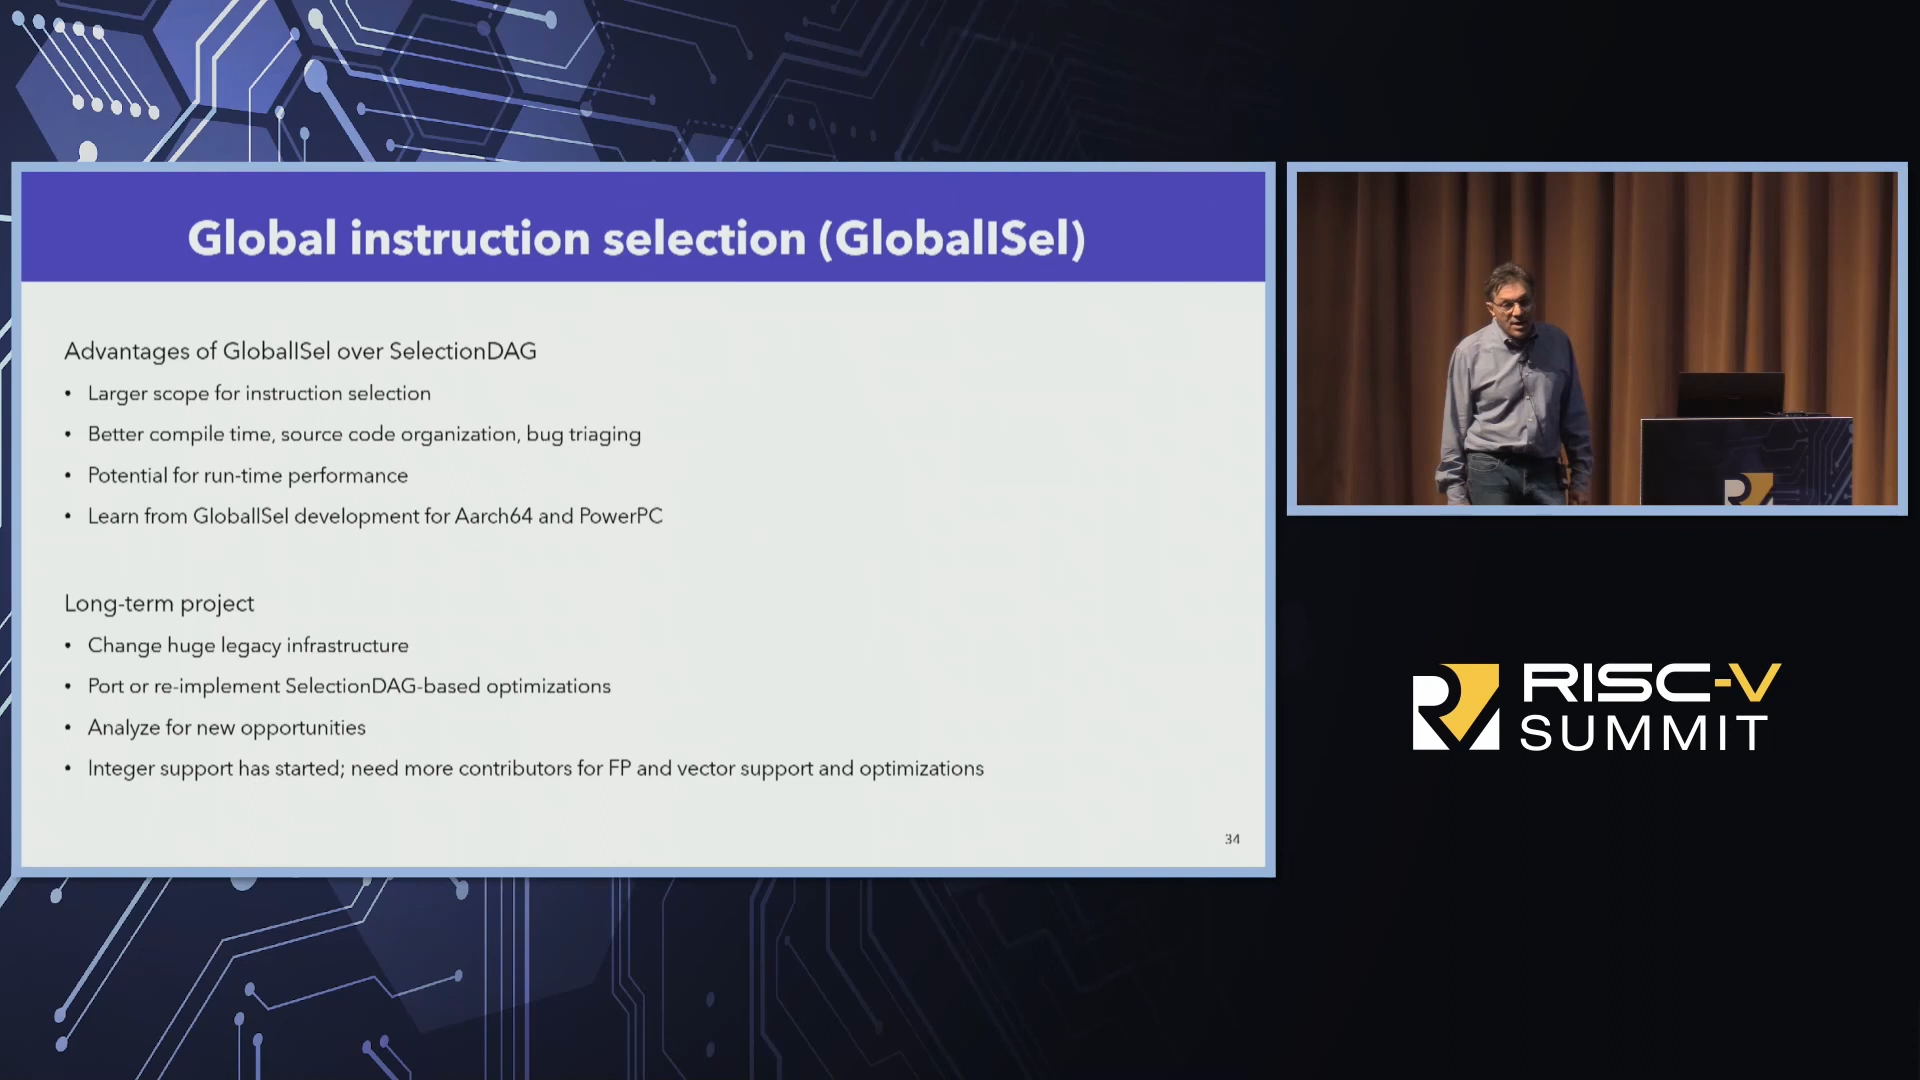 Global instruction selection (GlobalISel)
Advantages of GlobalISel over SelectionDAG
• Larger scope for instruction selection
• Better compile time, source code organization, bug triaging
• Potential for run-time performance
• Learn from GlobalISel development for Aarch64 and PowerPC
Long-term project
• Change huge legacy infrastructure
• Port or re-implement SelectionDAG-based optimizations
• Analyze for new opportunities
• Integer support has started; need more contributors for FP and vector support and optimizations
34
RISC-V
SUMMIT